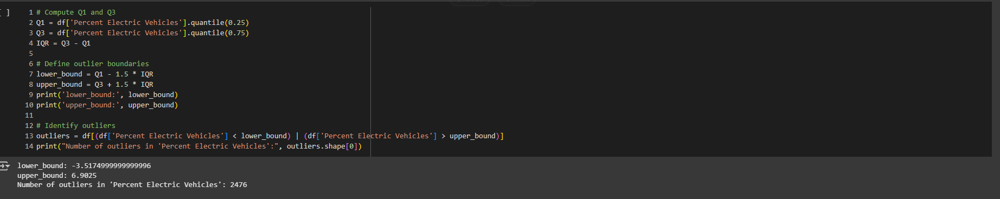 [ ]
1 # Compute Q1 and Q3
2 Q1 = df['Percent Electric Vehicles'].quantile(0.25)
3 Q3 = df['Percent Electric Vehicles'].quantile(0.75)
4 IQR = Q3 - Q1
5
6 # Define outlier boundaries
7 lower_bound = Q1 - 1.5 * IQR
8 upper_bound = Q3 + 1.5 * IQR
9 print('lower_bound:', lower_bound)
10 print('upper_bound:', upper_bound)
11
12 # Identify outliers
13 outliers = df[(df['Percent Electric Vehicles'] < lower_bound) | (df['Percent Electric Vehicles'] > upper_bound)]
14 print("Number of outliers in 'Percent Electric Vehicles':", outliers.shape[0])
lower_bound: -3.5174999999999996
upper_bound: 6.9025
Number of outliers in 'Percent Electric Vehicles': 2476